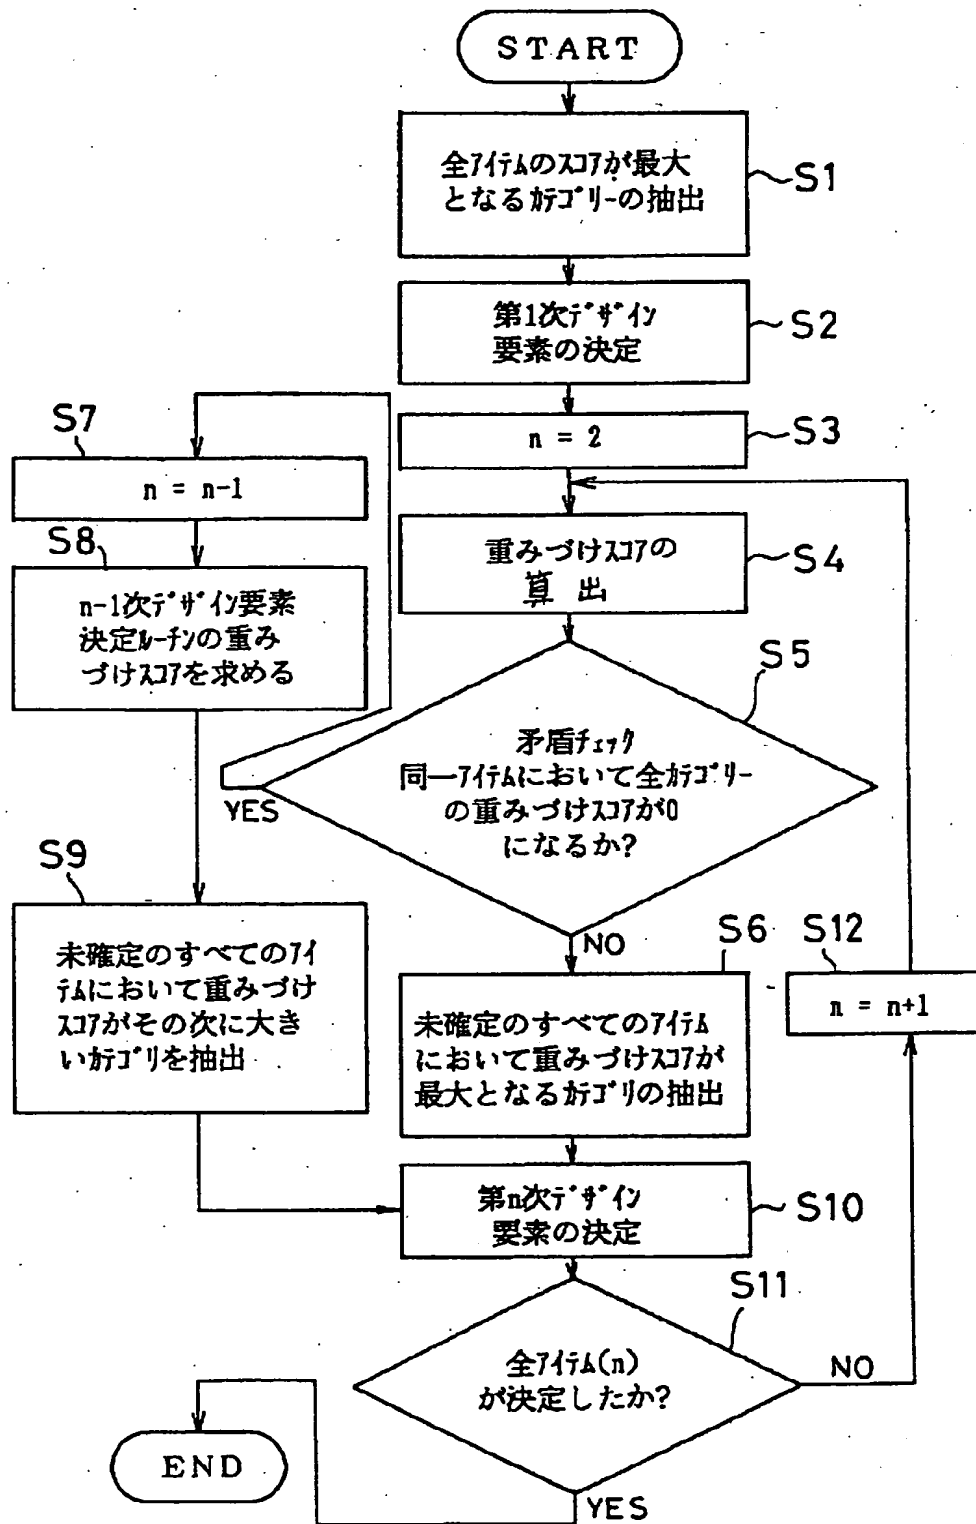 START
全アイテムのスコアが最大
となるカテゴリーの抽出
S1
第1次デザイン
要素の決定
S2
n = 2
S3
重みづけスコアの
算出
S4
矛盾チェック
同一アイテムにおいて全カテゴリー
の重みづけスコアが0
になるか?
S5
YES
NO
S7
n = n-1
S8
n-1次デザイン要素
決定ルーチンの重み
づけスコアを求める
S9
未確定のすべてのアイ
テムにおいて重みづけ
スコアがその次に大き
いカテゴリを抽出
S6
未確定のすべてのアイテム
において重みづけスコアが
最大となるカテゴリの抽出
S12
n = n+1
第n次デザイン
要素の決定
S10
S11
全アイテム(n)
が決定したか?
NO
YES
END